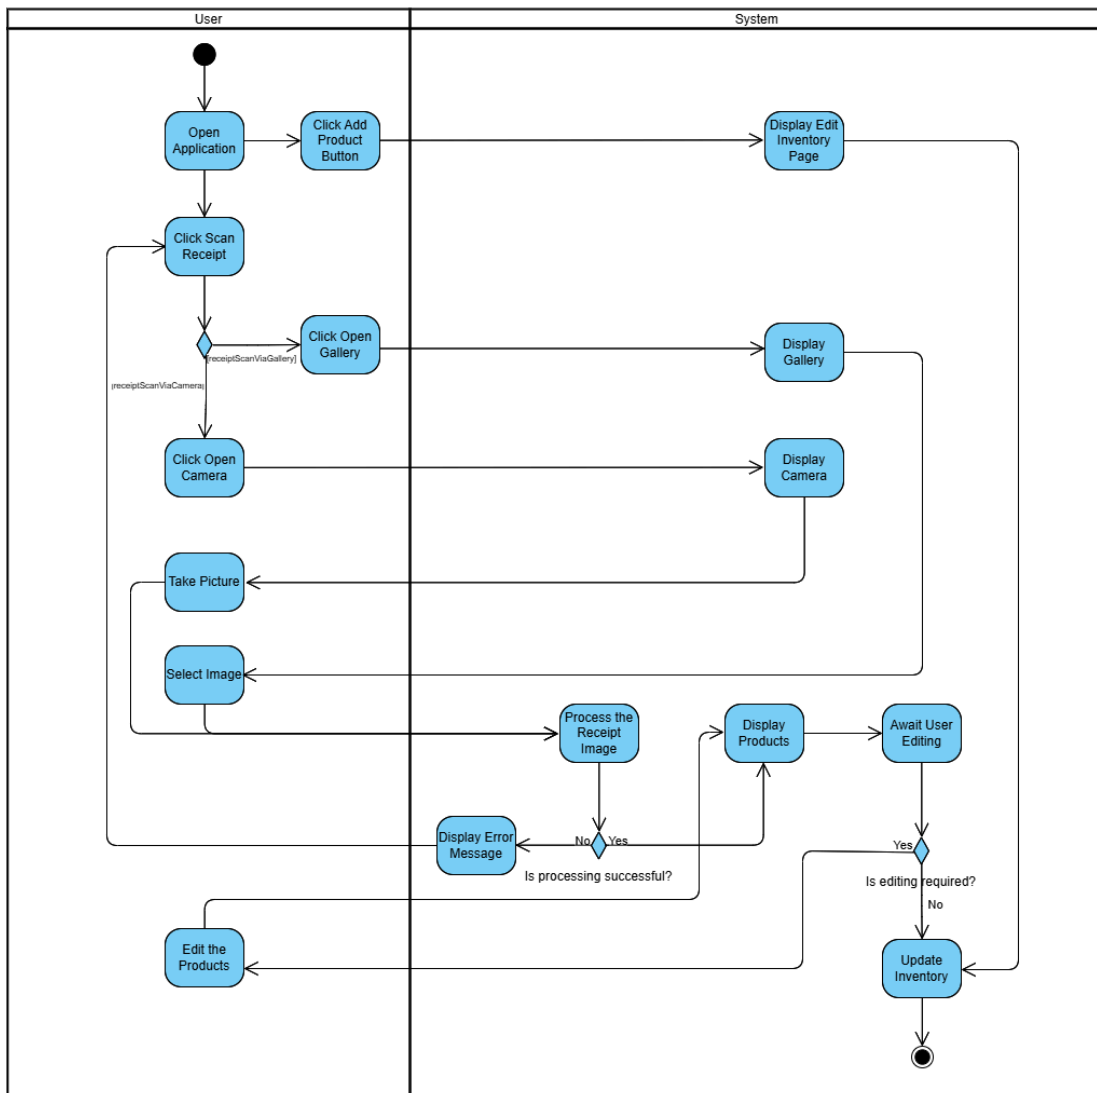 User
System
Open
Application
Click Add
Product
Button
Display Edit
Inventory
Page
Click Scan
Receipt
Click Open
Gallery
Display
Gallery
[receiptScanViaGallery]
[receiptScanViaCamera]
Click Open
Camera
Display
Camera
Take Picture
Select Image
Process the
Receipt
Image
Display
Products
Await User
Editing
Display Error
Message
No
Yes
Is processing successful?
Yes
Is editing required?
No
Edit the
Products
Update
Inventory